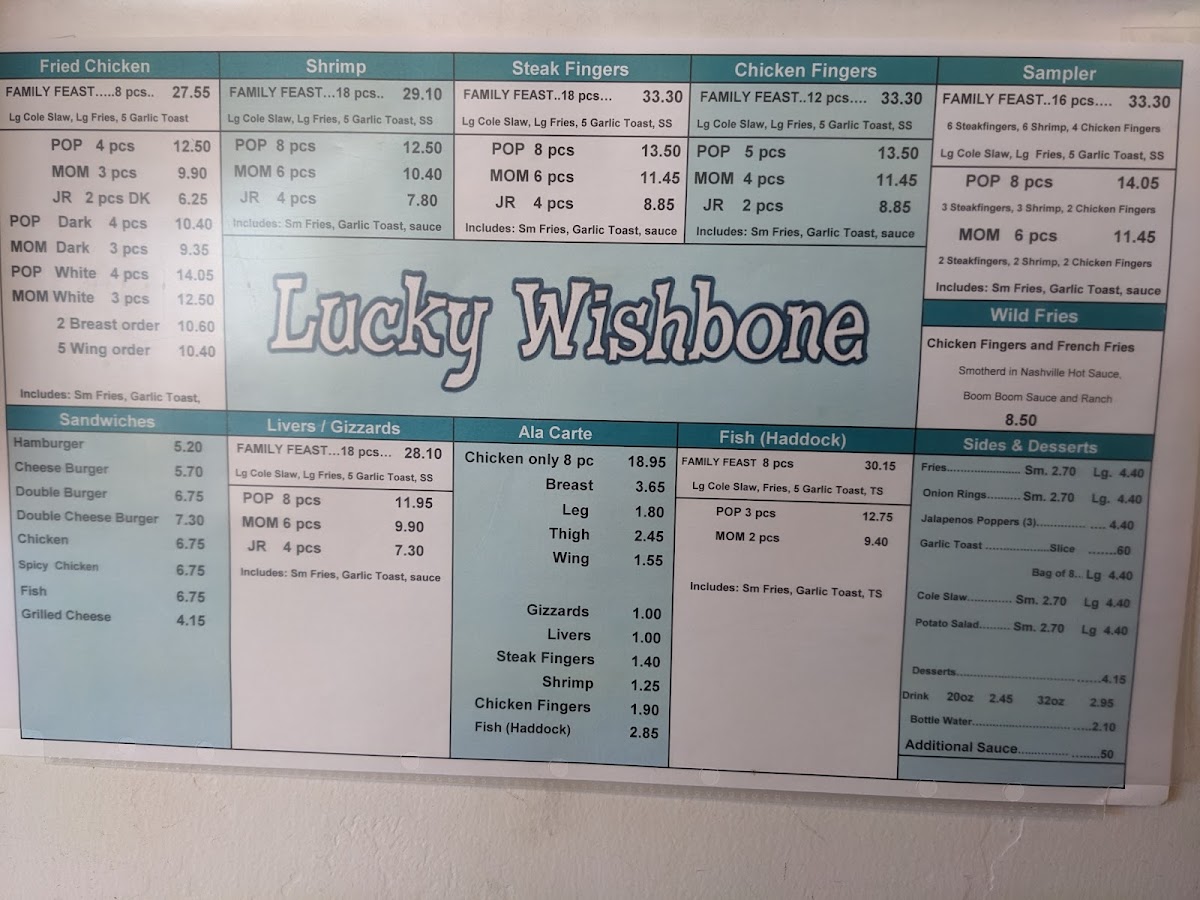 Fried Chicken
FAMILY FEAST.....8 pcs.. 27.55
Lg Cole Slaw, Lg Fries, 5 Garlic Toast
POP 4 pcs 12.50
MOM 3 pcs 9.90
JR 2 pcs DK 6.25
POP Dark 4 pcs 10.40
MOM Dark 3 pcs 9.35
POP White 4 pcs 14.05
MOM White 3 pcs 12.50
2 Breast order 10.60
5 Wing order 10.40
Includes: Sm Fries, Garlic Toast,
Shrimp
FAMILY FEAST...18 pcs.. 29.10
Lg Cole Slaw, Lg Fries, 5 Garlic Toast, SS
POP 8 pcs 12.50
MOM 6 pcs 10.40
JR 4 pcs 7.80
Includes: Sm Fries, Garlic Toast, sauce
Steak Fingers
FAMILY FEAST..18 pcs... 33.30
Lg Cole Slaw, Lg Fries, 5 Garlic Toast, SS
POP 8 pcs 13.50
MOM 6 pcs 11.45
JR 4 pcs 8.85
Includes: Sm Fries, Garlic Toast, sauce
Chicken Fingers
FAMILY FEAST..12 pcs.... 33.30
Lg Cole Slaw, Lg Fries, 5 Garlic Toast, SS
POP 5 pcs 13.50
MOM 4 pcs 11.45
JR 2 pcs 8.85
Includes: Sm Fries, Garlic Toast, sauce
Sampler
FAMILY FEAST..16 pcs.... 33.30
6 Steakfingers, 6 Shrimp, 4 Chicken Fingers
Lg Cole Slaw, Lg Fries, 5 Garlic Toast, SS
POP 8 pcs 14.05
3 Steakfingers, 3 Shrimp, 2 Chicken Fingers
MOM 6 pcs 11.45
2 Steakfingers, 2 Shrimp, 2 Chicken Fingers
Includes: Sm Fries, Garlic Toast, sauce
Lucky Wishbone
Wild Fries
Chicken Fingers and French Fries
Smotherd in Nashville Hot Sauce,
Boom Boom Sauce and Ranch
8.50
Sandwiches
Hamburger 5.20
Cheese Burger 5.70
Double Burger 6.75
Double Cheese Burger 7.30
Chicken 6.75
Spicy Chicken 6.75
Fish 6.75
Grilled Cheese 4.15
Livers / Gizzards
FAMILY FEAST...18 pcs... 28.10
Lg Cole Slaw, Lg Fries, 5 Garlic Toast, SS
POP 8 pcs 11.95
MOM 6 pcs 9.90
JR 4 pcs 7.30
Includes: Sm Fries, Garlic Toast, sauce
Ala Carte
Chicken only 8 pc 18.95
Breast 3.65
Leg 1.80
Thigh 2.45
Wing 1.55
Gizzards 1.00
Livers 1.00
Steak Fingers 1.40
Shrimp 1.25
Chicken Fingers 1.90
Fish (Haddock) 2.85
Fish (Haddock)
FAMILY FEAST 8 pcs 30.15
Lg Cole Slaw, Fries, 5 Garlic Toast, TS
POP 3 pcs 12.75
MOM 2 pcs 9.40
Includes: Sm Fries, Garlic Toast, TS
Sides & Desserts
Fries...................... Sm. 2.70 Lg. 4.40
Onion Rings.......... Sm. 2.70 Lg. 4.40
Jalapenos Poppers (3).............. .... 4.40
Garlic Toast ...................Slice .......60
Bag of 8.. Lg 4.40
Cole Slaw............ Sm. 2.70 Lg 4.40
Potato Salad......... Sm. 2.70 Lg 4.40
Desserts.......................................4.15
Drink 20oz 2.45 32oz 2.95
Bottle Water..................................2.10
Additional Sauce.............. ........50